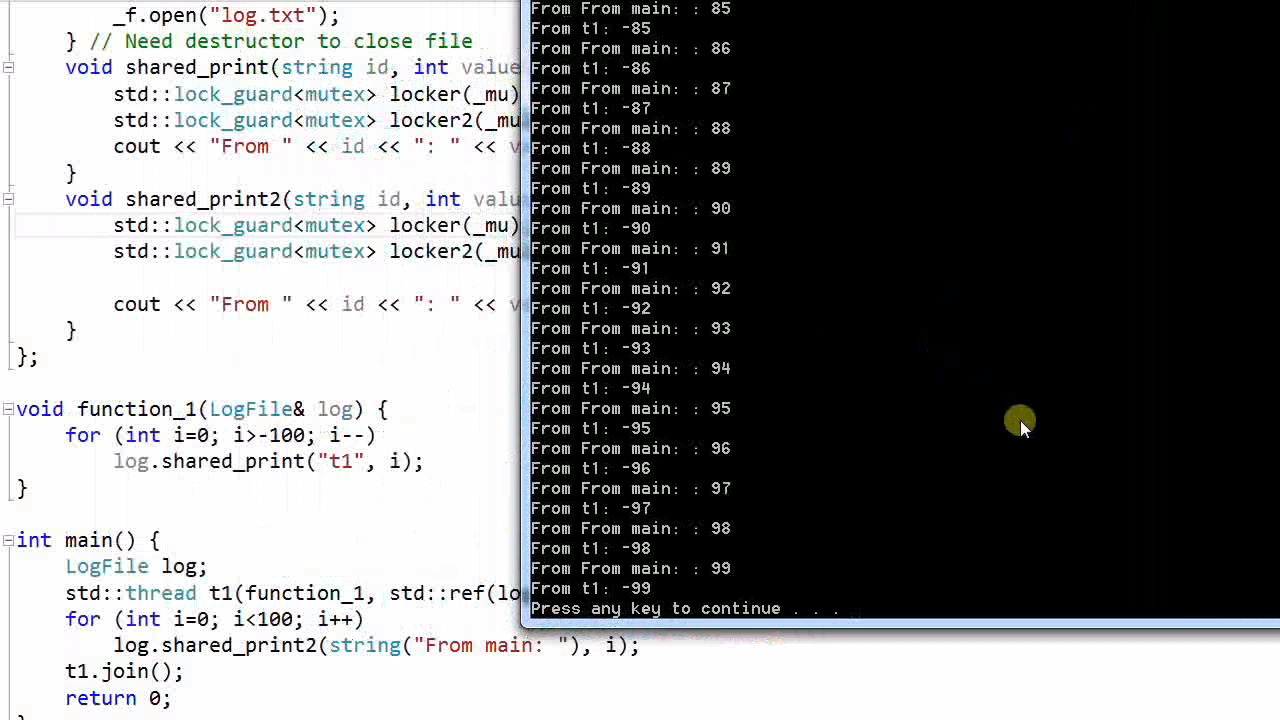 _f.open("log.txt");
} // Need destructor to close file
void shared_print(string id, int value
std::lock_guard<mutex> locker(_mu)
std::lock_guard<mutex> locker2(_mu
cout << "From " << id << ": " << v
}
void shared_print2(string id, int valu
std::lock_guard<mutex> locker(_mu)
std::lock_guard<mutex> locker2(_mu
cout << "From " << id << ": " << v
}
};
void function_1(LogFile& log) {
for (int i=0; i>-100; i--)
log.shared_print("t1", i);
}
int main() {
LogFile log;
std::thread t1(function_1, std::ref(lo
for (int i=0; i<100; i++)
log.shared_print2(string("From main: "), i);
t1.join();
return 0;
From From main: : 85
From t1: -85
From From main: : 86
From t1: -86
From From main: : 87
From t1: -87
From From main: : 88
From t1: -88
From From main: : 89
From t1: -89
From From main: : 90
From t1: -90
From From main: : 91
From t1: -91
From From main: : 92
From t1: -92
From From main: : 93
From t1: -93
From From main: : 94
From t1: -94
From From main: : 95
From t1: -95
From From main: : 96
From t1: -96
From From main: : 97
From t1: -97
From From main: : 98
From t1: -98
From From main: : 99
From t1: -99
Press any key to continue . . .